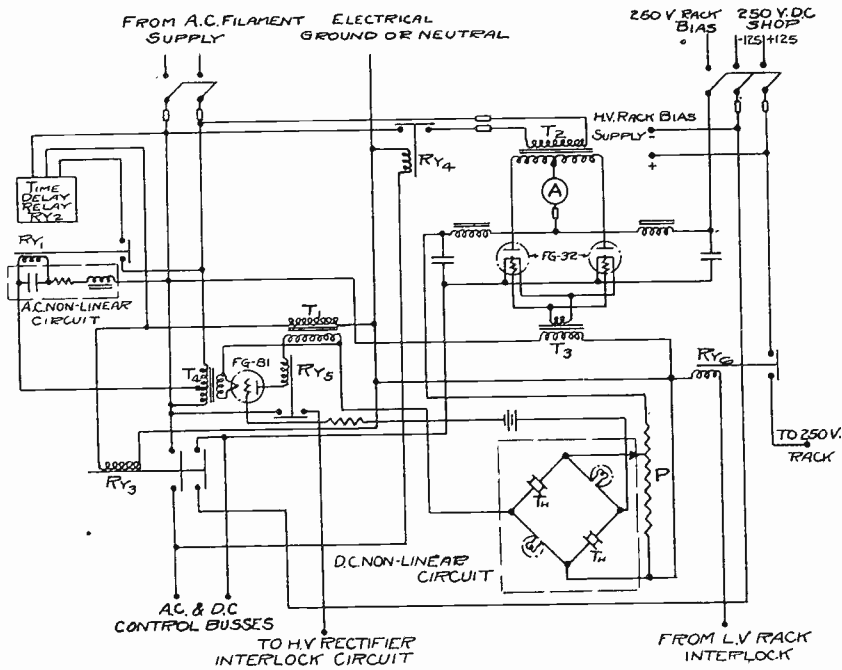 FROM A.C. FILAMENT
SUPPLY
ELECTRICAL
GROUND OR NEUTRAL
250 V RACK
BIAS
250 V. D.C
SHOP
-125 +125
H.V. RACK BIAS
SUPPLY -
+
T2
RY4
A
TIME
DELAY
RELAY
RY2
RY1
FG-32
A.C. NON-LINEAR
CIRCUIT
T1
T3
FG-81
T4
RY5
RY6
TO 250 V.
RACK
RY3
P
TH
TH
D.C. NON-LINEAR
CIRCUIT
A.C. & D.C
CONTROL BUSSES
TO H.V RECTIFIER
INTERLOCK CIRCUIT
FROM L.V RACK
INTERLOCK